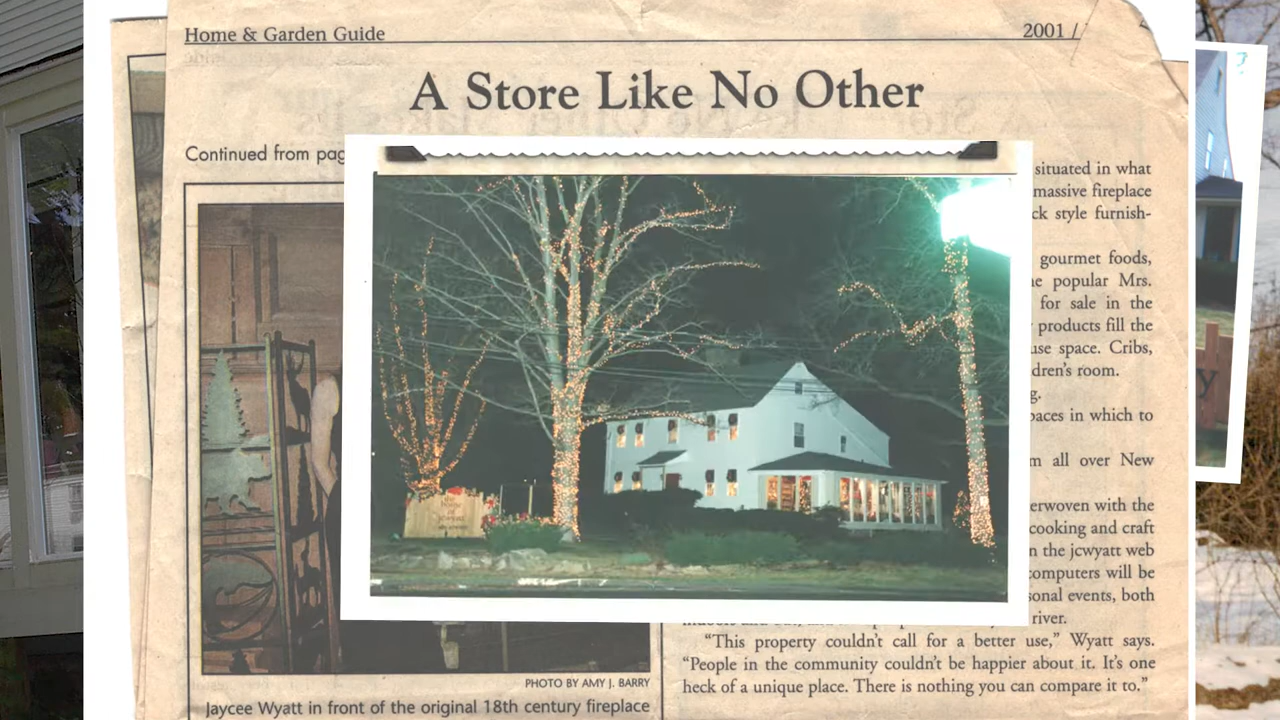 Home & Garden Guide
2001 /
A Store Like No Other
Continued from pag
situated in what
massive fireplace
ck style furnish-
gourmet foods,
e popular Mrs.
for sale in the
products fill the
use space. Cribs,
dren's room.
g.
paces in which to
m all over New
erwoven with the
cooking and craft
n the jcwyatt web
computers will be
sonal events, both
river.
"This property couldn't call for a better use," Wyatt says.
"People in the community couldn't be happier about it. It's one
heck of a unique place. There is nothing you can compare it to."
PHOTO BY AMY J. BARRY
Jaycee Wyatt in front of the original 18th century fireplace
house
of
jcwyatt
y